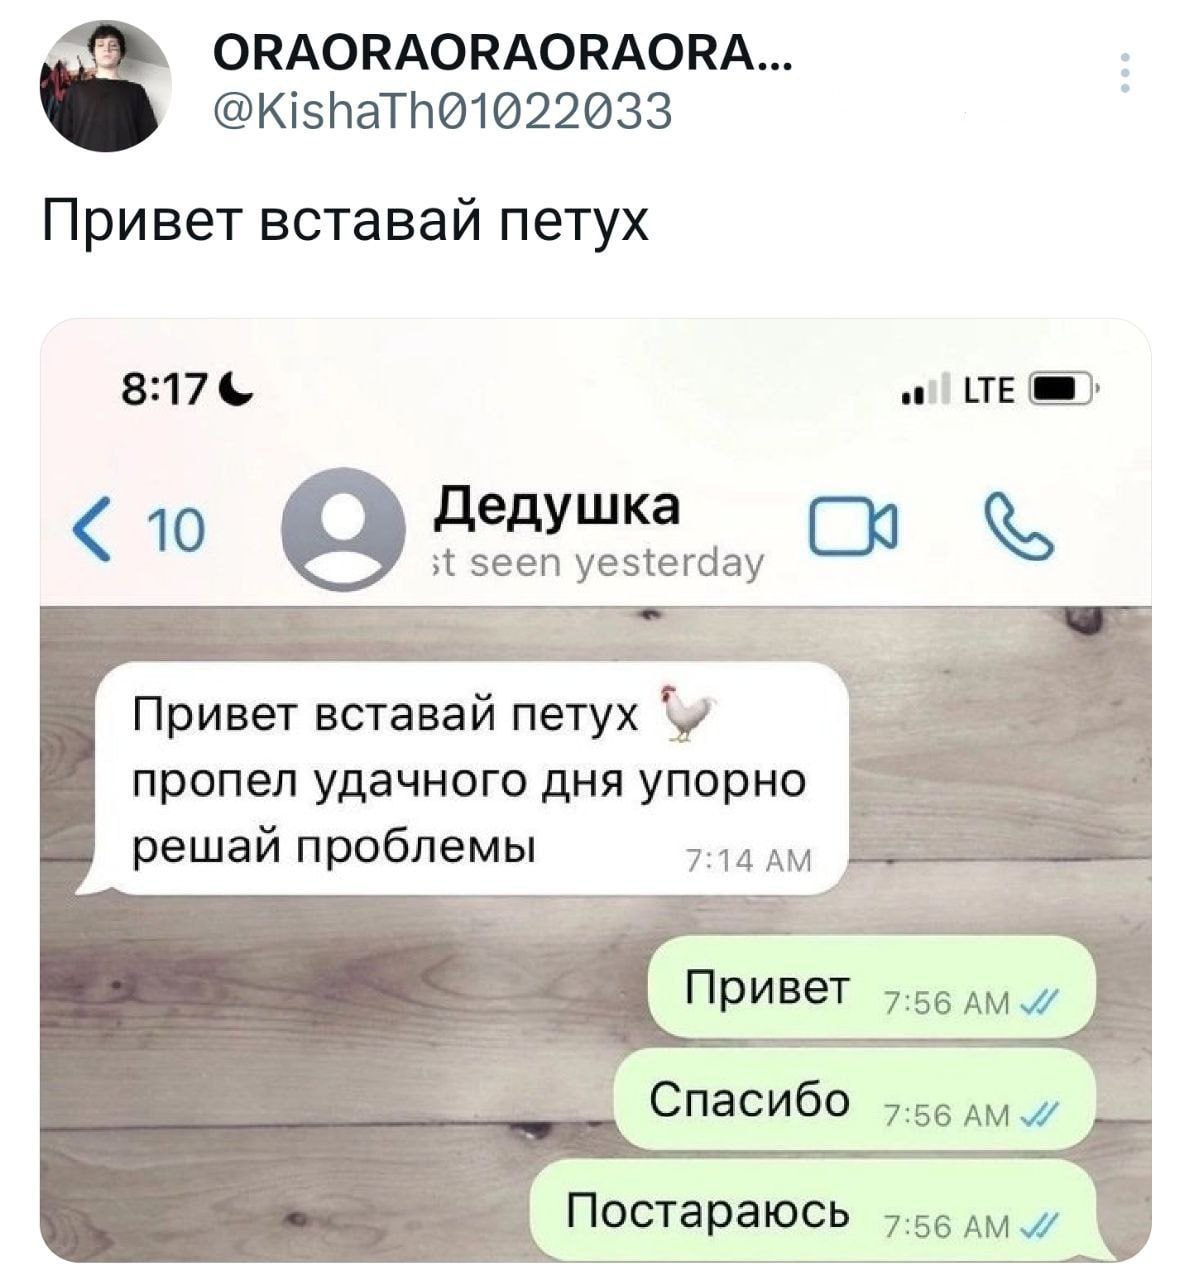 ORAORAORAORAORA...
@KishaTh01022033
Привет вставай петух
8:17
LTE
10
Дедушка
st seen yesterday
Привет вставай петух 🐓
пропел удачного дня упорно
решай проблемы
7:14 AM
Привет 7:56 AM
Спасибо 7:56 AM
Постараюсь 7:56 AM